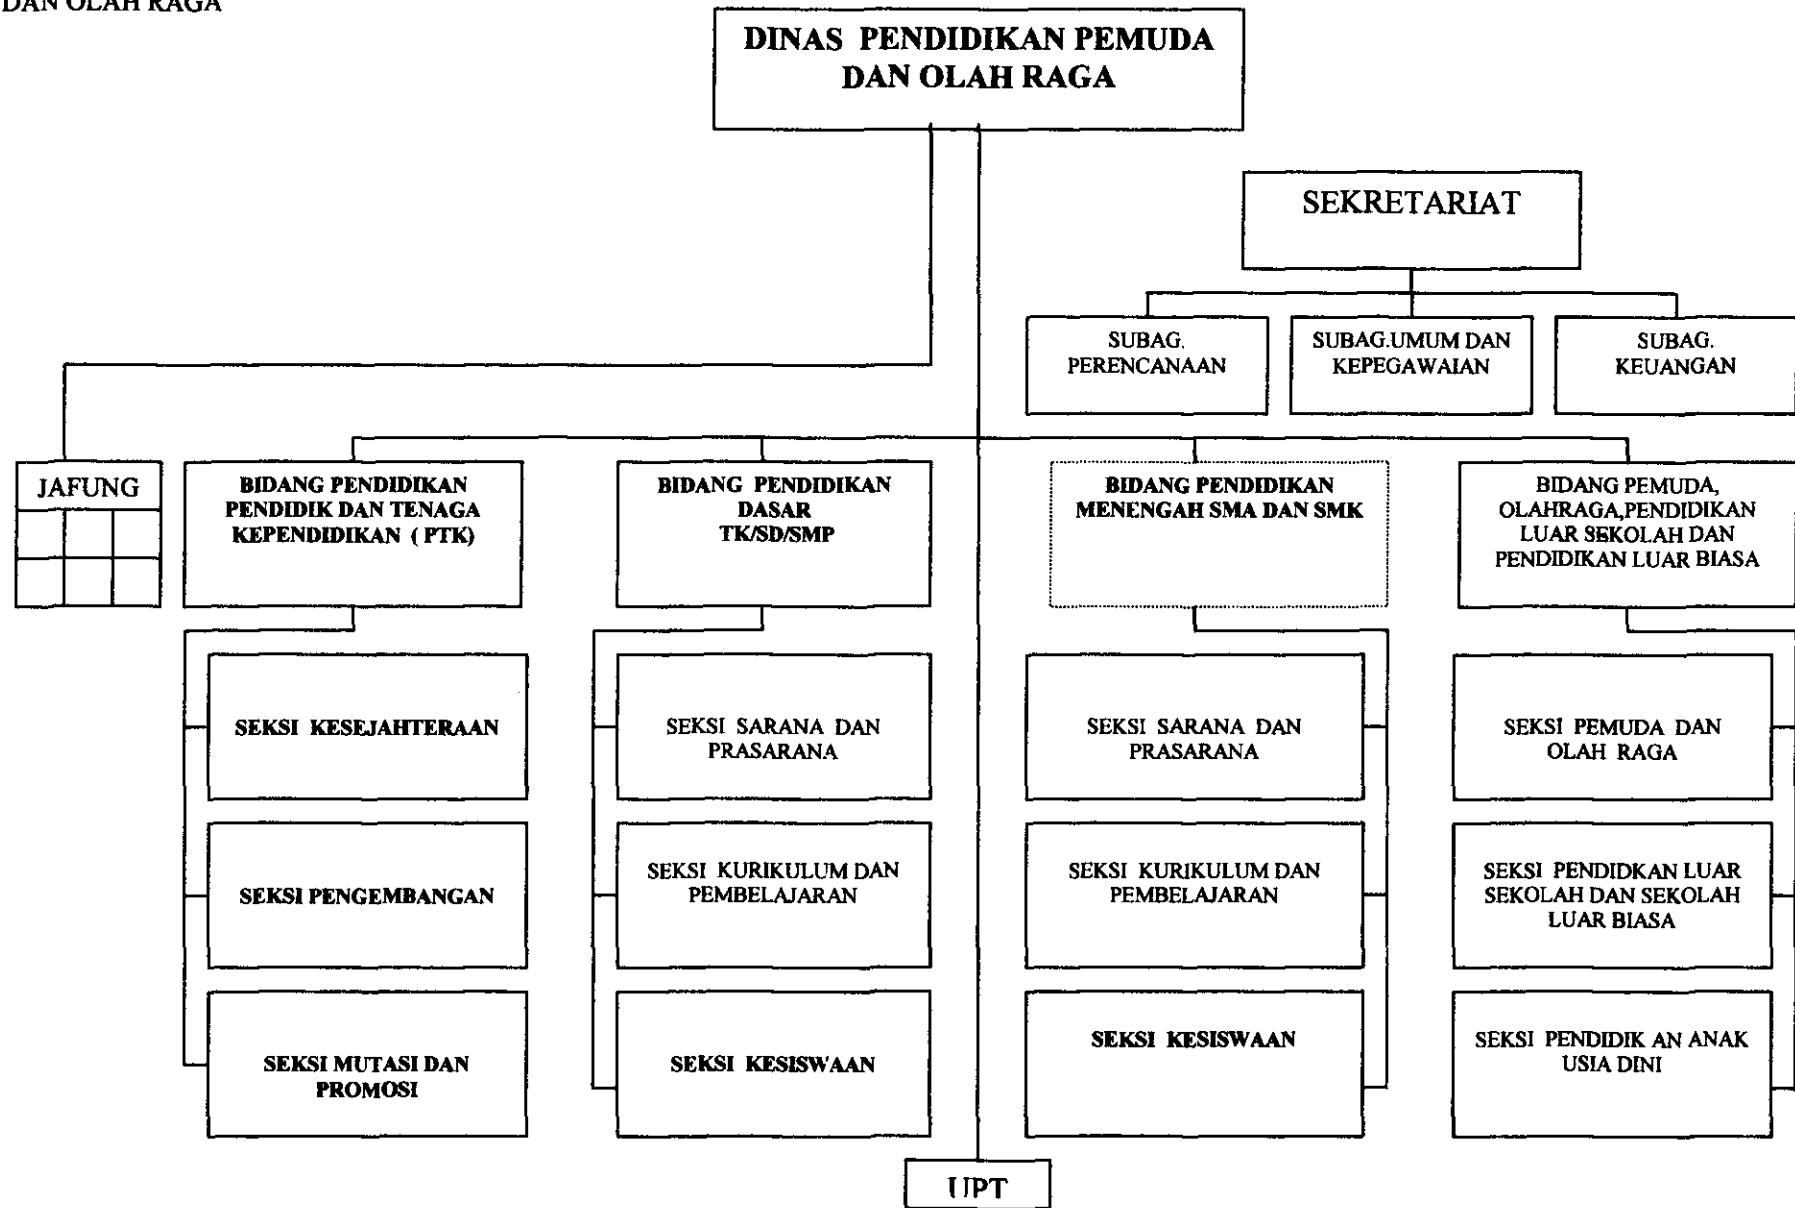 DAN OLAH RAGA
DINAS PENDIDIKAN PEMUDA
DAN OLAH RAGA
SEKRETARIAT
SUBAG.
PERENCANAAN
SUBAG.UMUM DAN
KEPEGAWAIAN
SUBAG.
KEUANGAN
JAFUNG
BIDANG PENDIDIKAN
PENDIDIK DAN TENAGA
KEPENDIDIKAN ( PTK)
BIDANG PENDIDIKAN
DASAR
TK/SD/SMP
BIDANG PENDIDIKAN
MENENGAH SMA DAN SMK
BIDANG PEMUDA,
OLAHRAGA,PENDIDIKAN
LUAR SEKOLAH DAN
PENDIDIKAN LUAR BIASA
SEKSI KESEJAHTERAAN
SEKSI SARANA DAN
PRASARANA
SEKSI SARANA DAN
PRASARANA
SEKSI PEMUDA DAN
OLAH RAGA
SEKSI PENGEMBANGAN
SEKSI KURIKULUM DAN
PEMBELAJARAN
SEKSI KURIKULUM DAN
PEMBELAJARAN
SEKSI PENDIDKAN LUAR
SEKOLAH DAN SEKOLAH
LUAR BIASA
SEKSI MUTASI DAN
PROMOSI
SEKSI KESISWAAN
SEKSI KESISWAAN
SEKSI PENDIDIK AN ANAK
USIA DINI
UPT